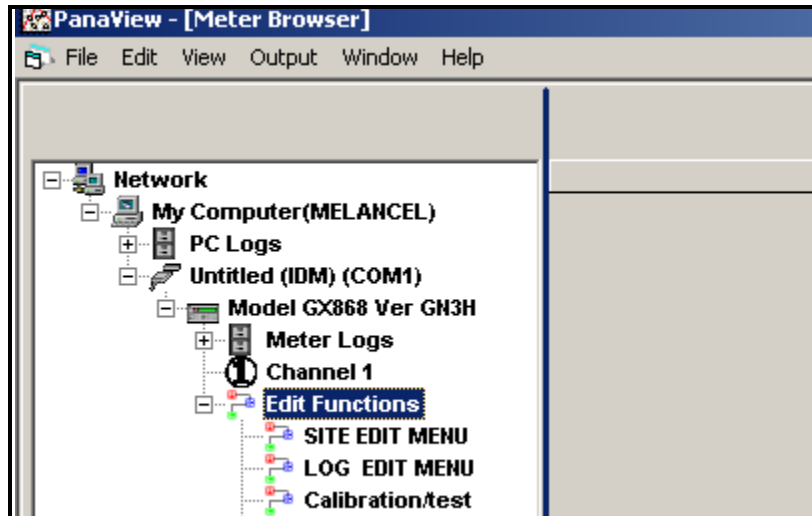 PanaView - [Meter Browser]
File Edit View Output Window Help
Network
My Computer(MELANCEL)
PC Logs
Untitled (IDM) (COM1)
Model GX868 Ver GN3H
Meter Logs
1 Channel 1
Edit Functions
SITE EDIT MENU
LOG EDIT MENU
Calibration/test